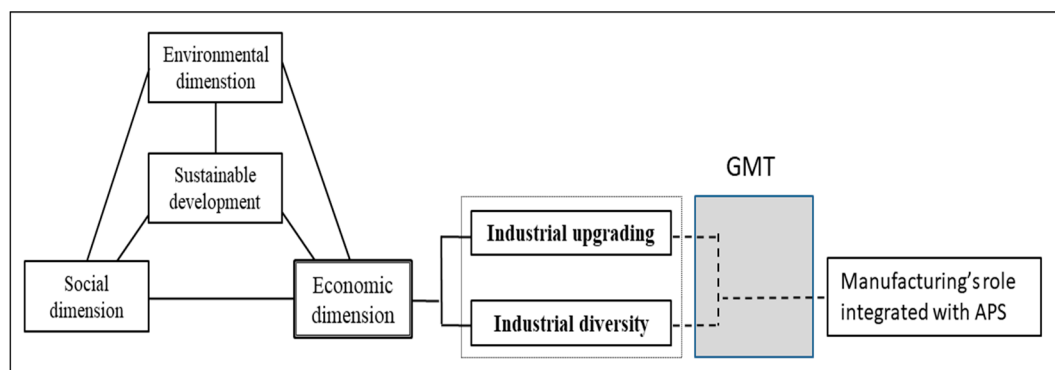 Environmental
dimenstion
Sustainable
development
GMT
Industrial upgrading
Social
dimension
Economic
dimension
Industrial diversity
Manufacturing's role
integrated with APS